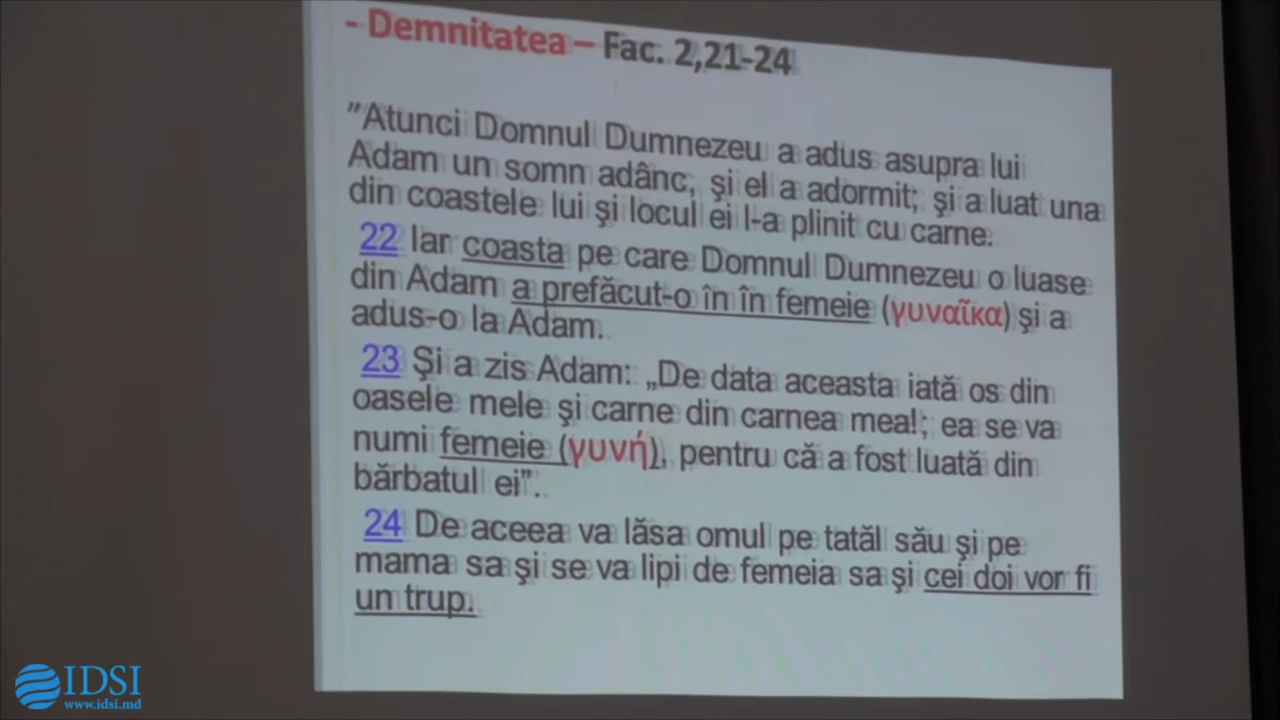 - Demnitatea – Fac. 2,21-24
”Atunci Domnul Dumnezeu a adus asupra lui
Adam un somn adânc, şi el a adormit; şi a luat una
din coastele lui şi locul ei l-a plinit cu carne.
22 Iar coasta pe care Domnul Dumnezeu o luase
din Adam a prefăcut-o în în femeie (γυναῖκα) şi a
adus-o la Adam.
23 Şi a zis Adam: „De data aceasta iată os din
oasele mele şi carne din carnea mea!; ea se va
numi femeie (γυνή), pentru că a fost luată din
bărbatul ei”.
24 De aceea va lăsa omul pe tatăl său şi pe
mama sa şi se va lipi de femeia sa şi cei doi vor fi
un trup.
IDSI
www.idsi.md